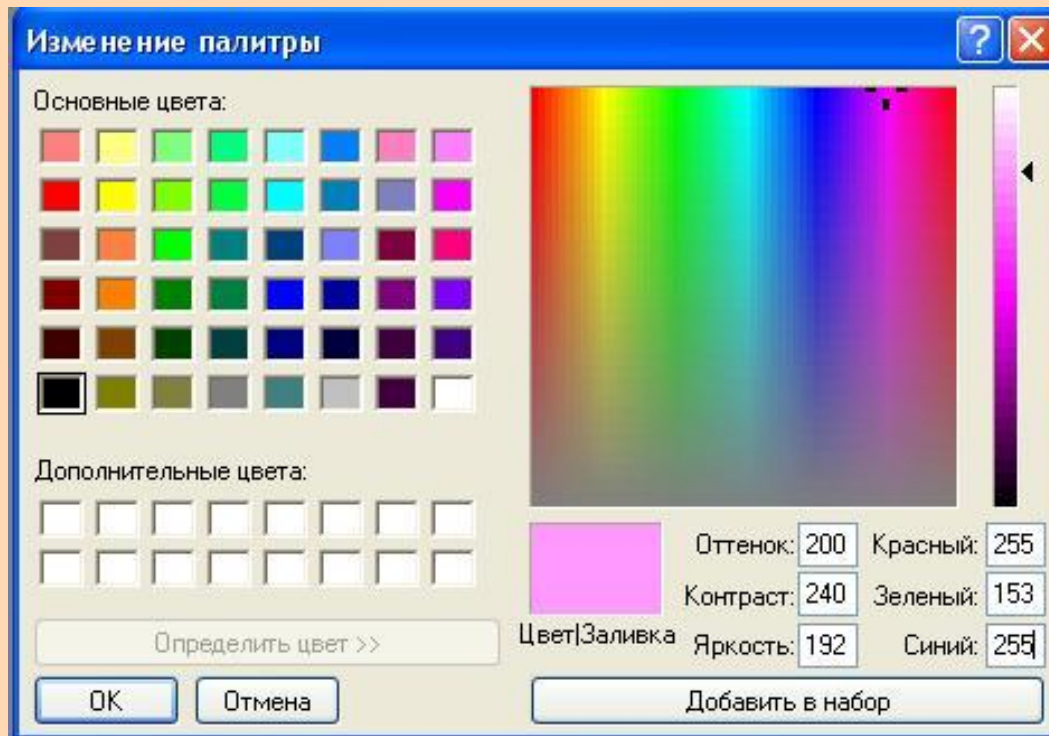 Изменение палитры
?
Основные цвета:
Дополнительные цвета:
Определить цвет >>
OK
Отмена
Цвет|Заливка
Оттенок: 200
Красный: 255
Контраст: 240
Зеленый: 153
Яркость: 192
Синий: 255
Добавить в набор